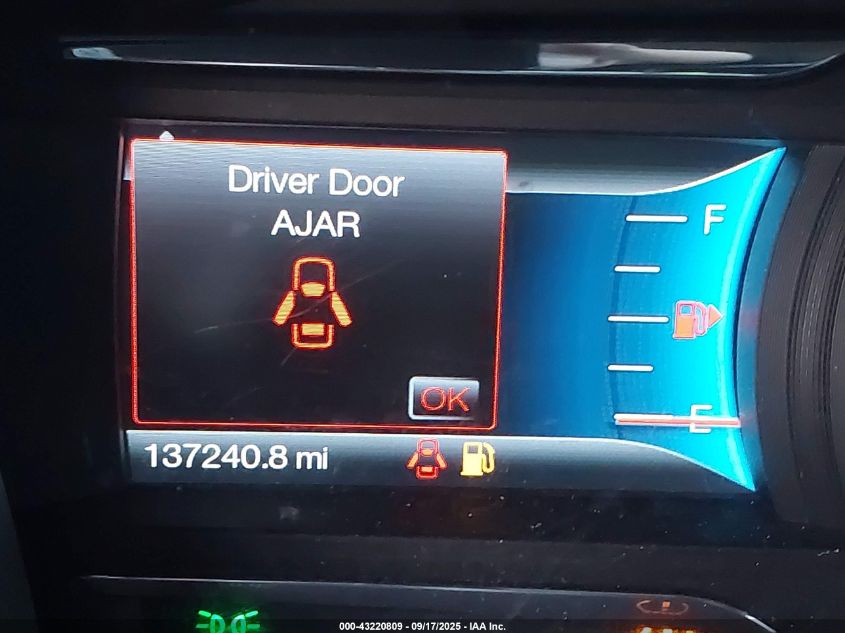 Driver Door
AJAR
OK
F
E
137240.8 mi
000-43220809 - 09/17/2025 - IAA Inc.